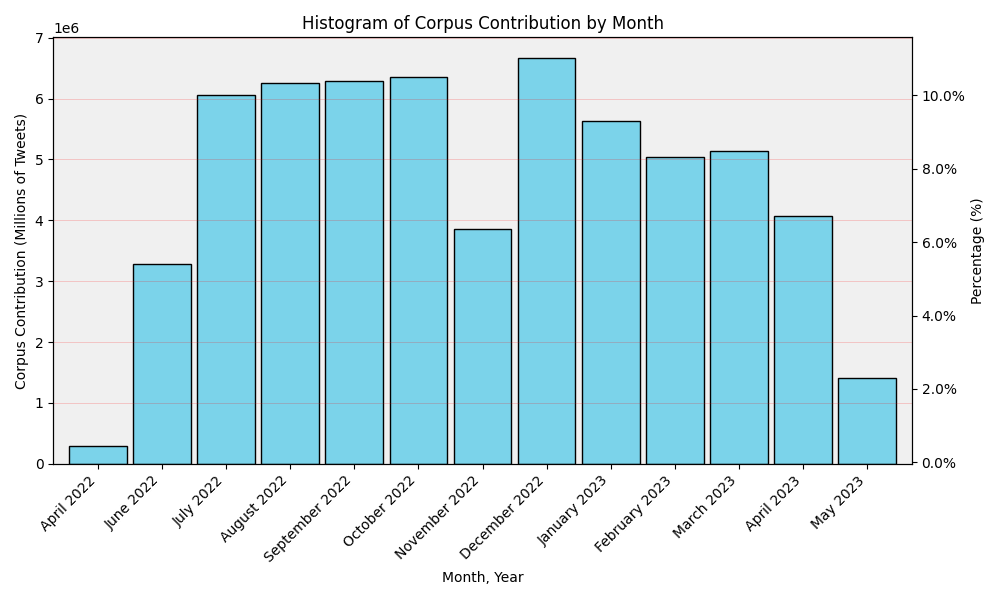 Histogram of Corpus Contribution by Month
1e6
7
6
5
4
3
2
1
0
Corpus Contribution (Millions of Tweets)
10.0%
8.0%
6.0%
4.0%
2.0%
0.0%
Percentage (%)
April 2022
June 2022
July 2022
August 2022
September 2022
October 2022
November 2022
December 2022
January 2023
February 2023
March 2023
April 2023
May 2023
Month, Year